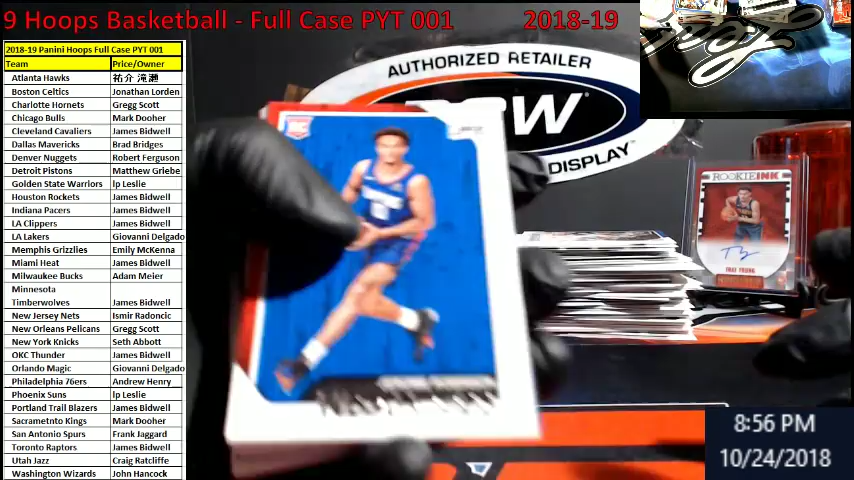 9 Hoops Basketball - Full Case PYT 001 2018-19
2018-19 Panini Hoops Full Case PYT 001
Team Price/Owner
Atlanta Hawks 祐介 滝瀧
Boston Celtics Jonathan Lorden
Charlotte Hornets Gregg Scott
Chicago Bulls Mark Dooher
Cleveland Cavaliers James Bidwell
Dallas Mavericks Brad Bridges
Denver Nuggets Robert Ferguson
Detroit Pistons Matthew Griebe
Golden State Warriors lp Leslie
Houston Rockets James Bidwell
Indiana Pacers James Bidwell
LA Clippers James Bidwell
LA Lakers Giovanni Delgado
Memphis Grizzlies Emily McKenna
Miami Heat James Bidwell
Milwaukee Bucks Adam Meier
Minnesota
Timberwolves James Bidwell
New Jersey Nets Ismir Radoncic
New Orleans Pelicans Gregg Scott
New York Knicks Seth Abbott
OKC Thunder James Bidwell
Orlando Magic Giovanni Delgado
Philadelphia 76ers Andrew Henry
Phoenix Suns lp Leslie
Portland Trail Blazers James Bidwell
Sacrametnto Kings Mark Dooher
San Antonio Spurs Frank Jaggard
Toronto Raptors James Bidwell
Utah Jazz Craig Ratcliffe
Washington Wizards John Hancock
AUTHORIZED RETAILER
W
DISPLAY
RC
ROOKIE INK
TRAE YOUNG
8:56 PM
10/24/2018